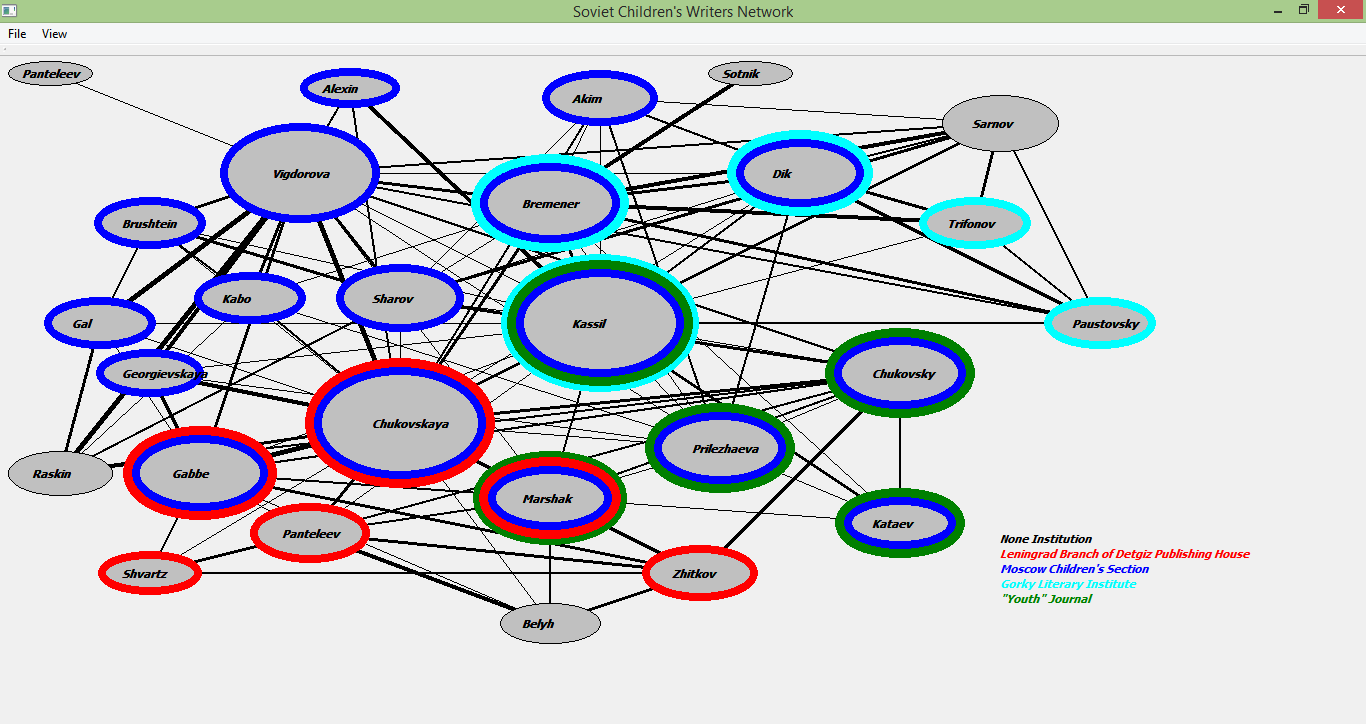 Soviet Children's Writers Network
File View
Panteleev
Sotnik
Alexin
Akim
Sarnov
Vigdorova
Dik
Bremener
Brushtein
Trifonov
Kabo
Sharov
Gal
Kassil
Paustovsky
Georgievskaya
Chukovsky
Chukovskaya
Prilezhaeva
Raskin
Gabbe
Marshak
Kataev
Panteleev
Shvartz
Zhitkov
Belyh
None Institution
Leningrad Branch of Detgiz Publishing House
Moscow Children's Section
Gorky Literary Institute
"Youth" Journal